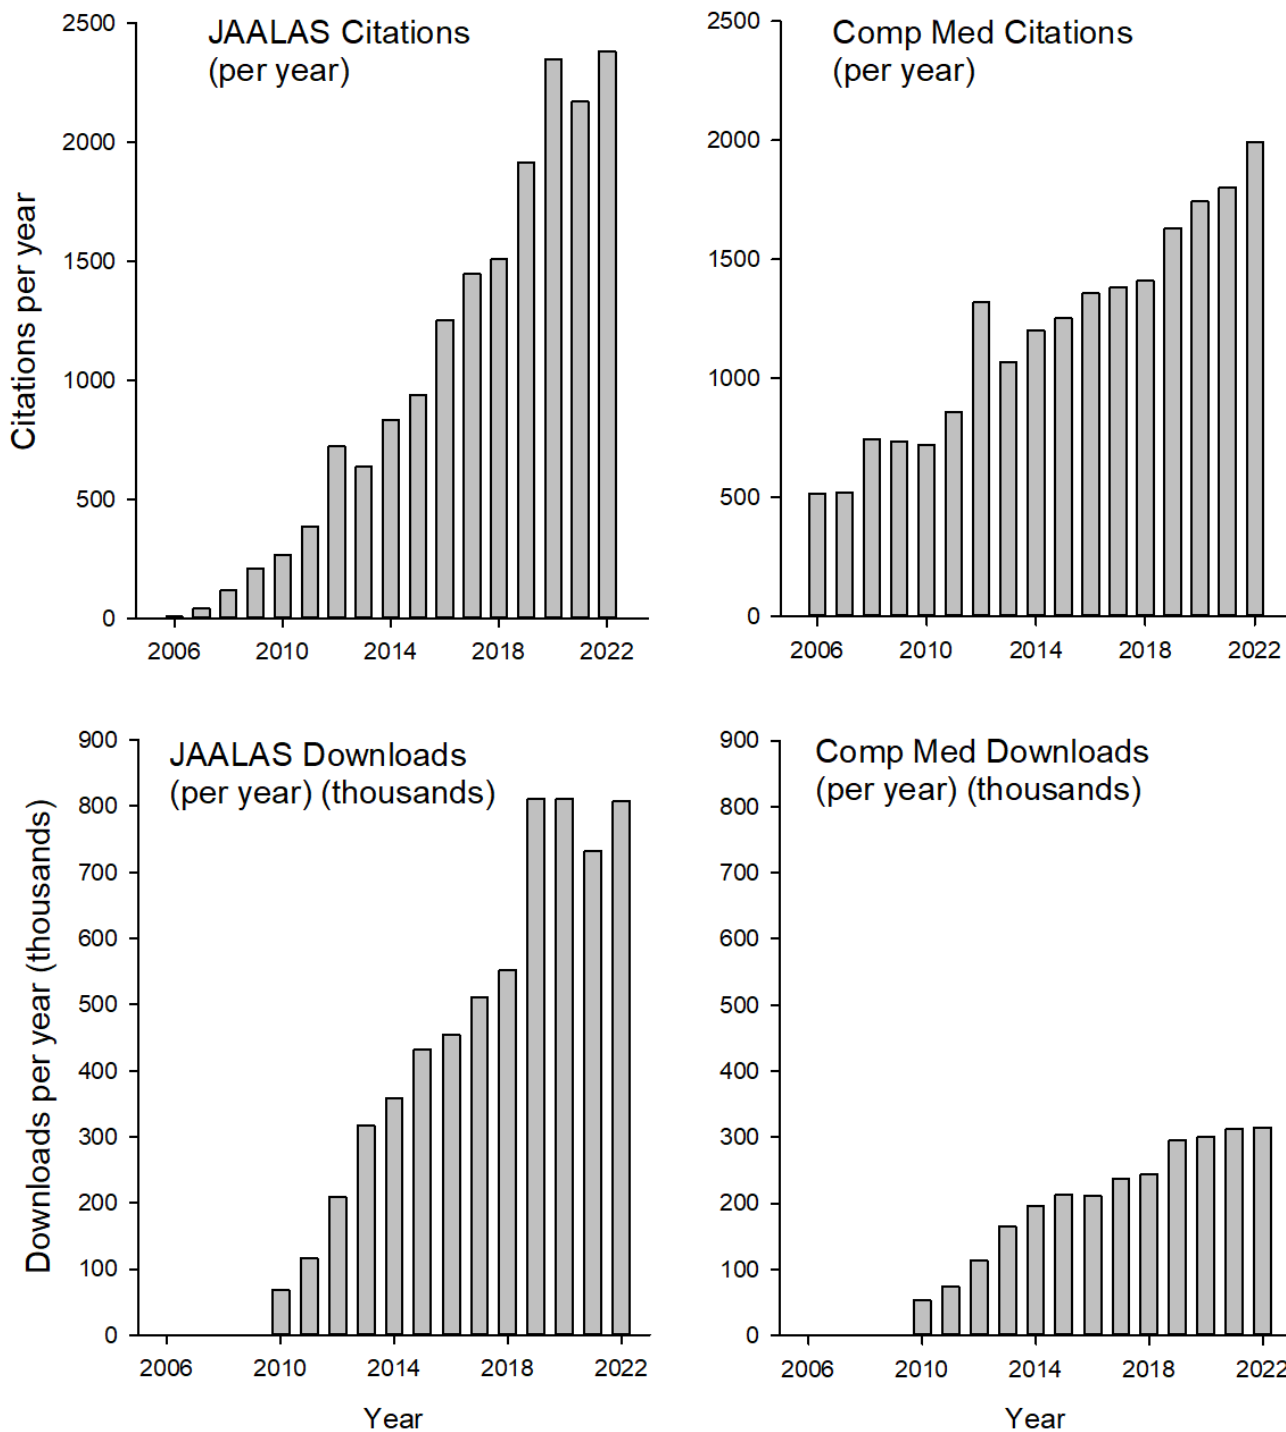 JAALAS Citations
(per year)
Citations per year
2500
2000
1500
1000
500
0
2006 2010 2014 2018 2022
Comp Med Citations
(per year)
2500
2000
1500
1000
500
0
2006 2010 2014 2018 2022
JAALAS Downloads
(per year) (thousands)
Downloads per year (thousands)
900
800
700
600
500
400
300
200
100
0
2006 2010 2014 2018 2022
Year
Comp Med Downloads
(per year) (thousands)
900
800
700
600
500
400
300
200
100
0
2006 2010 2014 2018 2022
Year